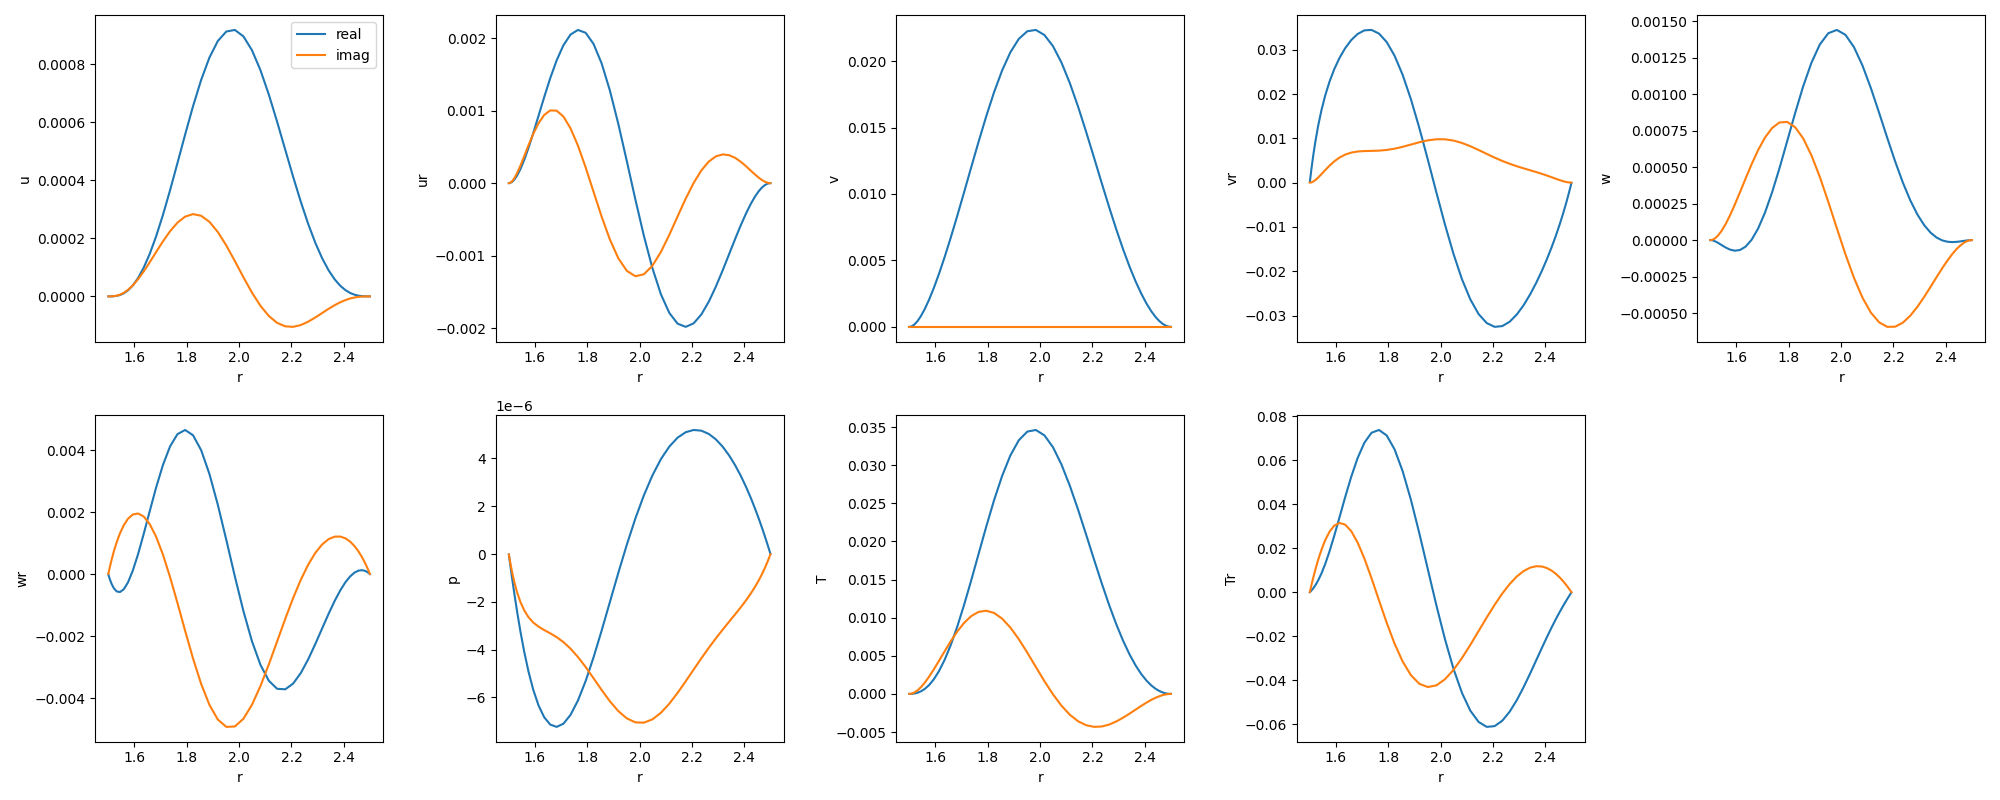 real
imag
0.0008
0.0006
0.0004
0.0002
0.0000
u
1.6 1.8 2.0 2.2 2.4
r
0.002
0.001
0.000
−0.001
−0.002
ur
1.6 1.8 2.0 2.2 2.4
r
0.020
0.015
0.010
0.005
0.000
v
1.6 1.8 2.0 2.2 2.4
r
0.03
0.02
0.01
0.00
−0.01
−0.02
−0.03
vr
1.6 1.8 2.0 2.2 2.4
r
0.00150
0.00125
0.00100
0.00075
0.00050
0.00025
0.00000
−0.00025
−0.00050
w
1.6 1.8 2.0 2.2 2.4
r
0.004
0.002
0.000
−0.002
−0.004
wr
1.6 1.8 2.0 2.2 2.4
r
1e−6
4
2
0
−2
−4
−6
p
1.6 1.8 2.0 2.2 2.4
r
0.035
0.030
0.025
0.020
0.015
0.010
0.005
0.000
−0.005
T
1.6 1.8 2.0 2.2 2.4
r
0.08
0.06
0.04
0.02
0.00
−0.02
−0.04
−0.06
Tr
1.6 1.8 2.0 2.2 2.4
r